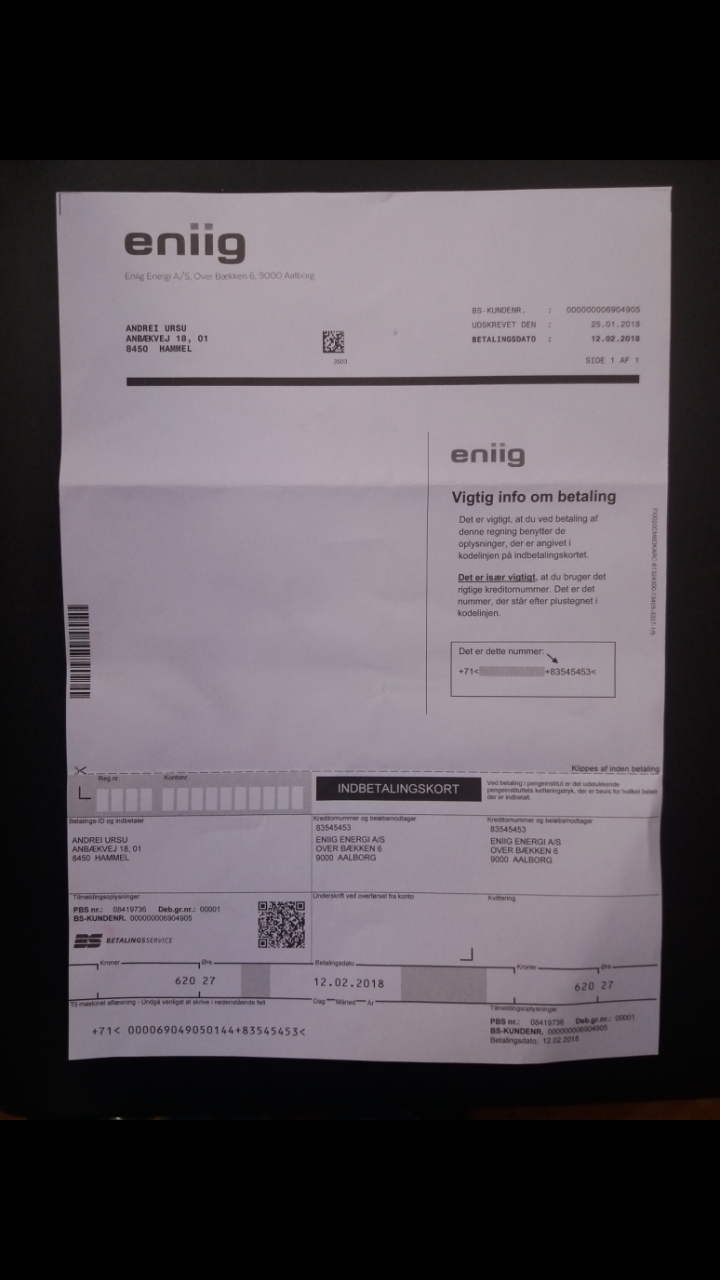 eniig
Eniig Energi A/S, Over Bækken 6, 9000 Aalborg
BS-KUNDENR. : 000000006904905
UDSKREVET DEN : 25.01.2018
BETALINGSDATO : 12.02.2018
SIDE 1 AF 1
ANDREI URSU
ANBÆKVEJ 18, 01
8450 HAMMEL
3503
eniig
Vigtig info om betaling
Det er vigtigt, at du ved betaling af
denne regning benytter de
oplysninger, der er angivet i
kodelinjen på indbetalingskortet.
Det er især vigtigt, at du bruger det
rigtige kreditornummer. Det er det
nummer, der står efter plustegnet i
kodelinjen.
Det er dette nummer:
+71< +83545453<
Klippes af inden betaling
Reg.nr. Kontonr.
INDBETALINGSKORT
Ved betaling i pengeinstitut er det udelukkende
pengeinstituttets kvitteringstryk, der er bevis for hvilket beløb
der er indbetalt.
Betalings-ID og indbetaler
ANDREI URSU
ANBÆKVEJ 18, 01
8450 HAMMEL
Kreditornummer og beløbsmodtager
83545453
ENIIG ENERGI A/S
OVER BÆKKEN 6
9000 AALBORG
Kreditornummer og beløbsmodtager
83545453
ENIIG ENERGI A/S
OVER BÆKKEN 6
9000 AALBORG
Tilmeldingsoplysninger
PBS nr.: 08419736 Deb.gr.nr.: 00001
BS-KUNDENR. 000000006904905
BS BETALINGSSERVICE
Underskrift ved overførsel fra konto
Kvittering
Kroner Øre
620 27
Betalingsdato
12.02.2018
Dag Måned År
Kroner Øre
620 27
Til maskinel aflæsning - Undgå venligst at skrive i nedenstående felt
+71< 000069049050144+83545453<
Tilmeldingsoplysninger
PBS nr.: 08419736 Deb.gr.nr.: 00001
BS-KUNDENR. 000000006904905
Betalingsdato: 12.02.2018